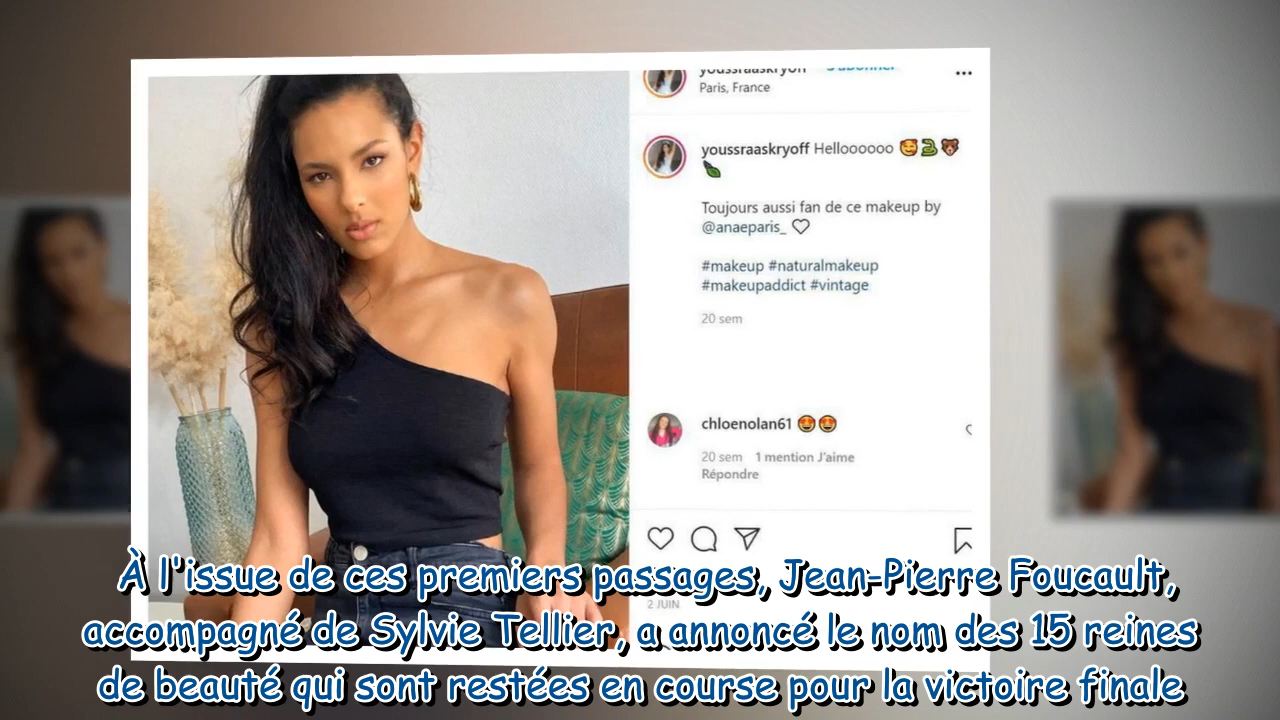 Paris, France
youssraaskryoff Helloooooo 🥰🐍🐻
🍃
Toujours aussi fan de ce makeup by
@anaeparis_ 🤍
#makeup #naturalmakeup
#makeupaddict #vintage
20 sem
chloenolan61 😍😍
20 sem 1 mention J'aime
Répondre
2 JUIN
À l'issue de ces premiers passages, Jean-Pierre Foucault,
accompagné de Sylvie Tellier, a annoncé le nom des 15 reines
de beauté qui sont restées en course pour la victoire finale